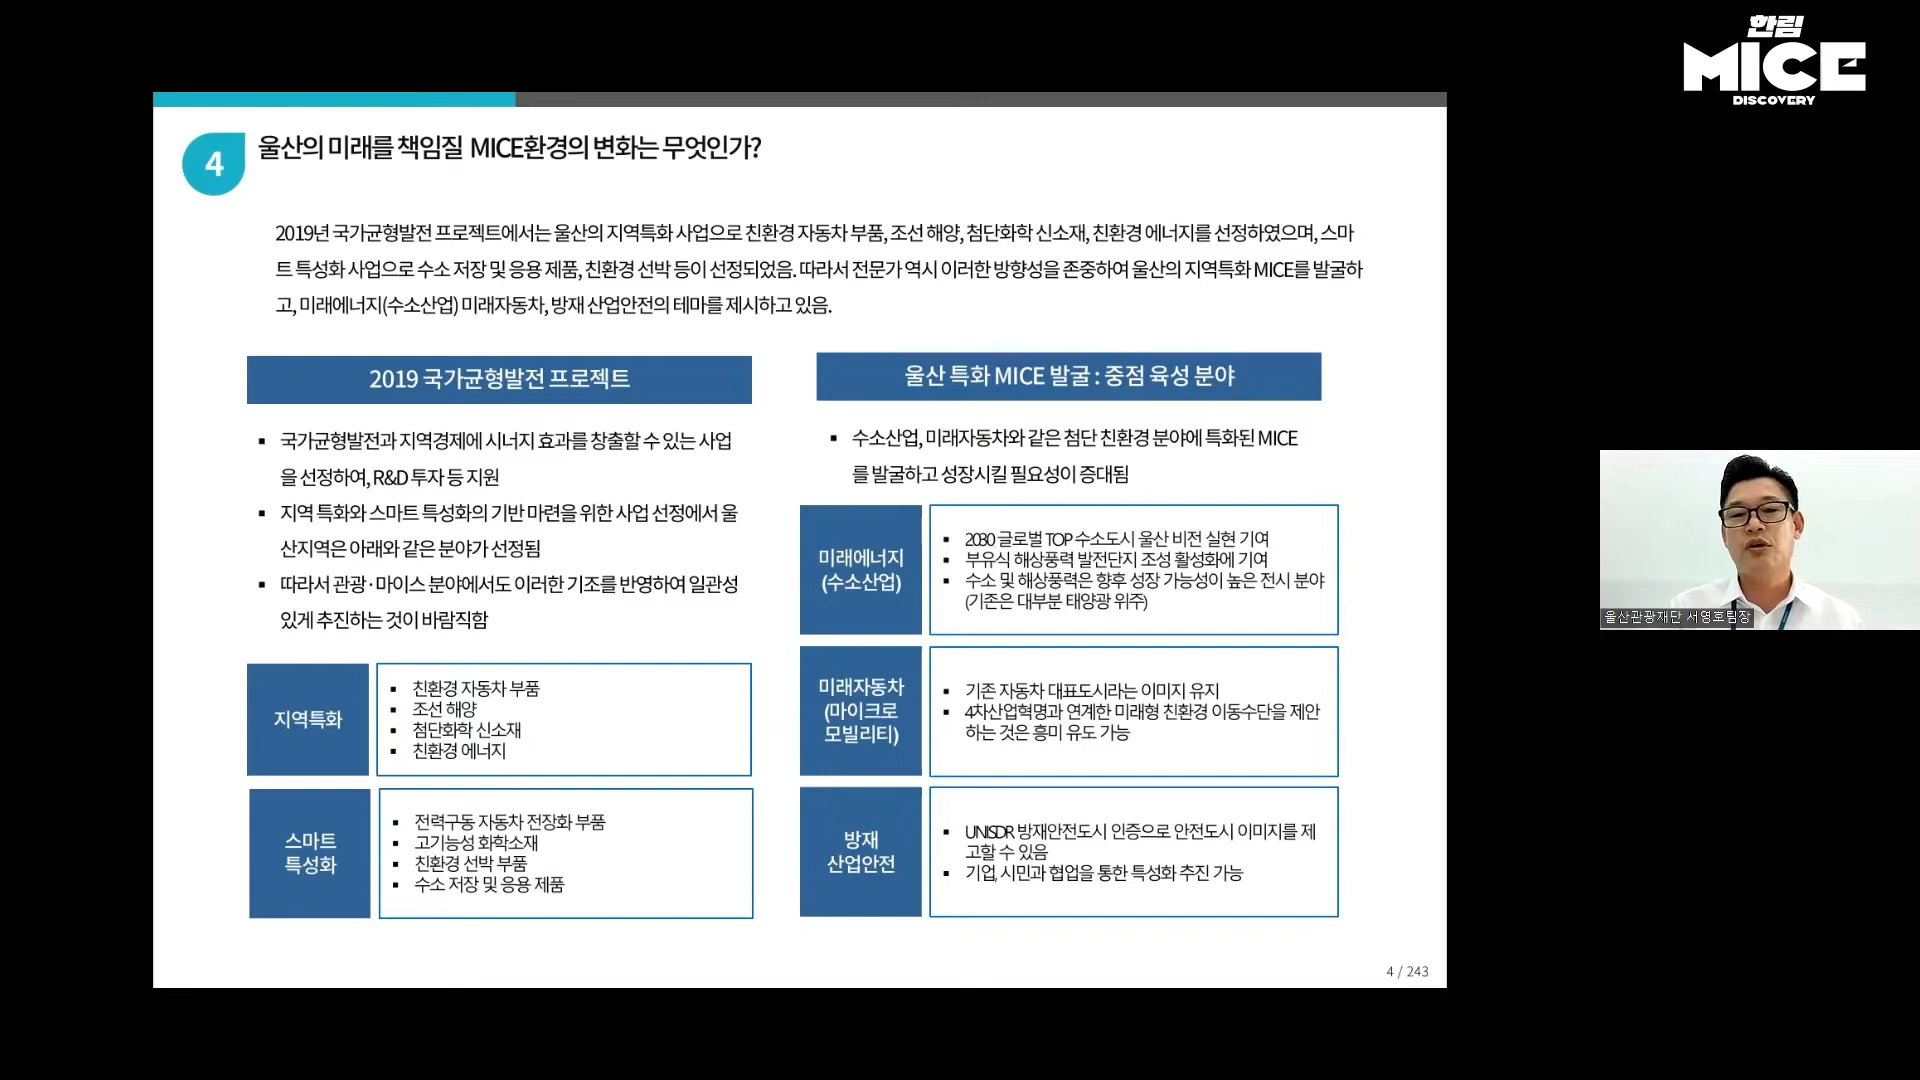 한림
MICE
DISCOVERY
4
울산의 미래를 책임질 MICE환경의 변화는 무엇인가?
2019년 국가균형발전 프로젝트에서는 울산의 지역특화 사업으로 친환경 자동차 부품, 조선 해양, 첨단화학 신소재, 친환경 에너지를 선정하였으며, 스마
트 특성화 사업으로 수소 저장 및 응용 제품, 친환경 선박 등이 선정되었음. 따라서 전문가 역시 이러한 방향성을 존중하여 울산의 지역특화 MICE를 발굴하
고, 미래에너지(수소산업) 미래자동차, 방재 산업안전의 테마를 제시하고 있음.
2019 국가균형발전 프로젝트
▪ 국가균형발전과 지역경제에 시너지 효과를 창출할 수 있는 사업
을 선정하여, R&D 투자 등 지원
▪ 지역 특화와 스마트 특성화의 기반 마련을 위한 사업 선정에서 울
산지역은 아래와 같은 분야가 선정됨
▪ 따라서 관광·마이스 분야에서도 이러한 기조를 반영하여 일관성
있게 추진하는 것이 바람직함
지역특화
▪ 친환경 자동차 부품
▪ 조선 해양
▪ 첨단화학 신소재
▪ 친환경 에너지
스마트
특성화
▪ 전력구동 자동차 전장화 부품
▪ 고기능성 화학소재
▪ 친환경 선박 부품
▪ 수소 저장 및 응용 제품
울산 특화 MICE 발굴 : 중점 육성 분야
▪ 수소산업, 미래자동차와 같은 첨단 친환경 분야에 특화된 MICE
를 발굴하고 성장시킬 필요성이 증대됨
미래에너지
(수소산업)
▪ 2030 글로벌 TOP 수소도시 울산 비전 실현 기여
▪ 부유식 해상풍력 발전단지 조성 활성화에 기여
▪ 수소 및 해상풍력은 향후 성장 가능성이 높은 전시 분야
(기존은 대부분 태양광 위주)
미래자동차
(마이크로
모빌리티)
▪ 기존 자동차 대표도시라는 이미지 유지
▪ 4차산업혁명과 연계한 미래형 친환경 이동수단을 제안
하는 것은 흥미 유도 가능
방재
산업안전
▪ UNISDR 방재안전도시 인증으로 안전도시 이미지를 제
고할 수 있음
▪ 기업, 시민과 협업을 통한 특성화 추진 가능
4 / 243
울산관광재단 서영호팀장